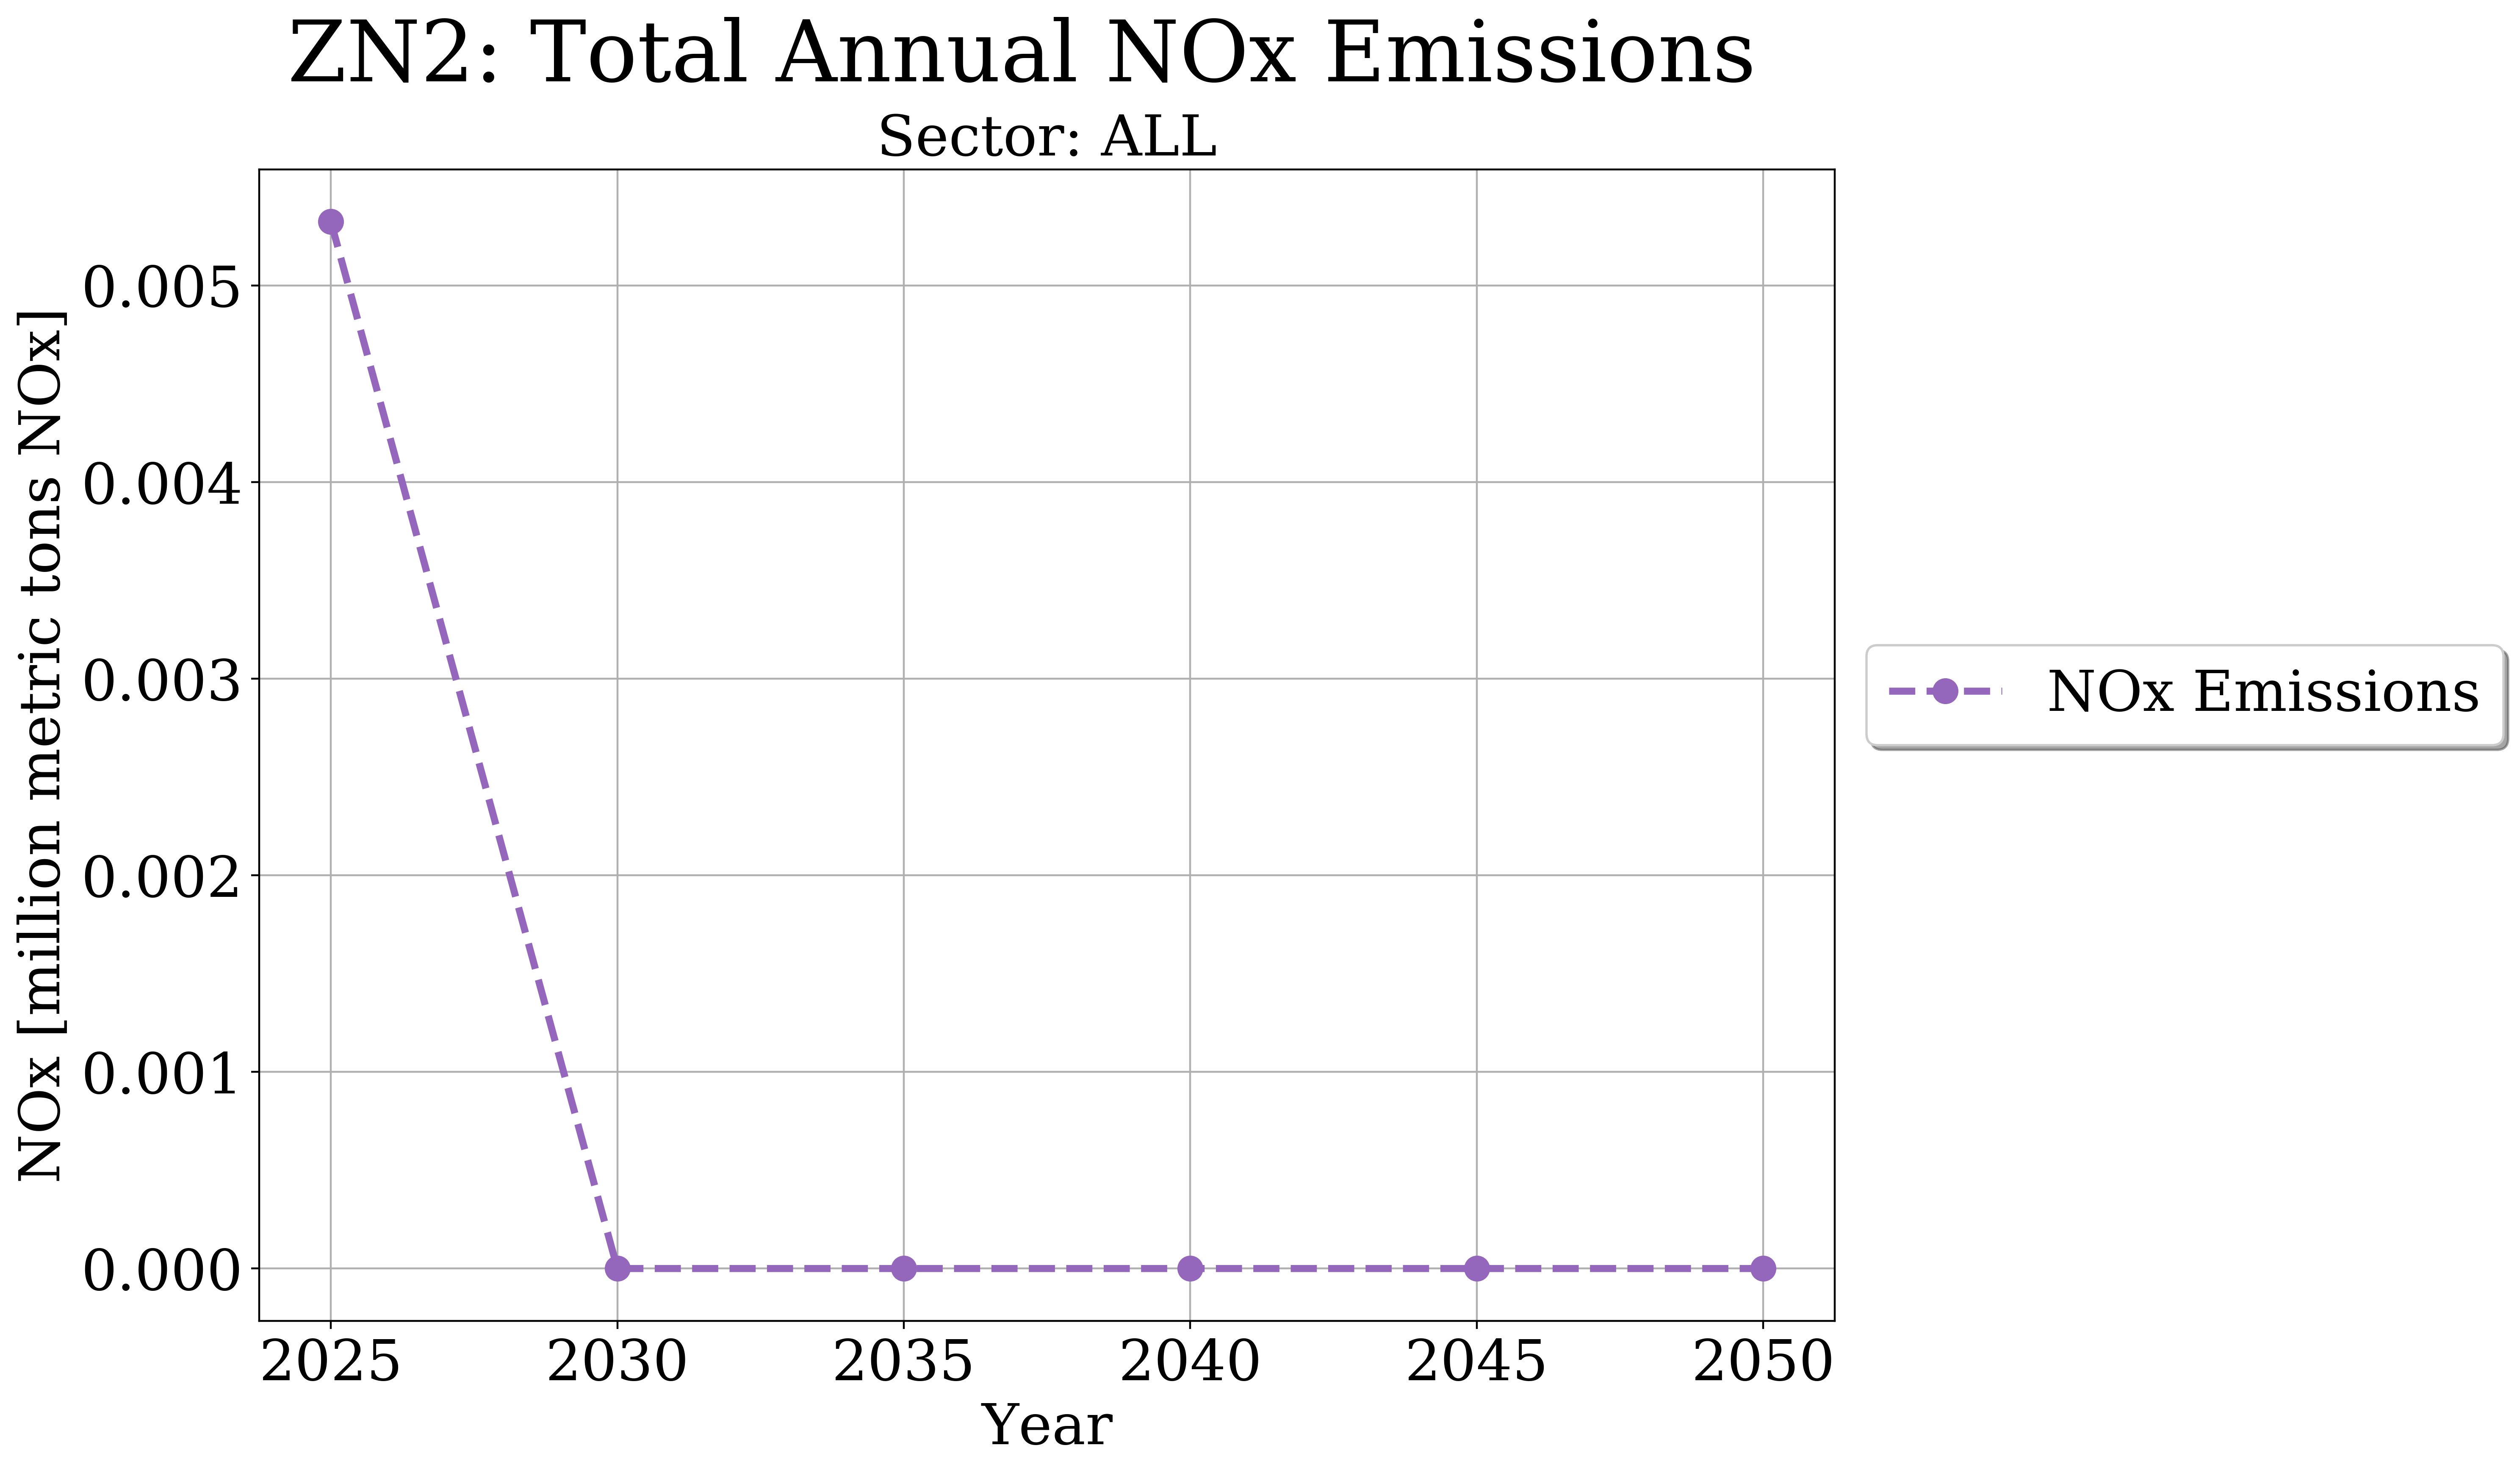 ZN2: Total Annual NOx Emissions
Sector: ALL
NOx [million metric tons NOx]
0.005
0.004
0.003
0.002
0.001
0.000
2025 2030 2035 2040 2045 2050
Year
NOx Emissions